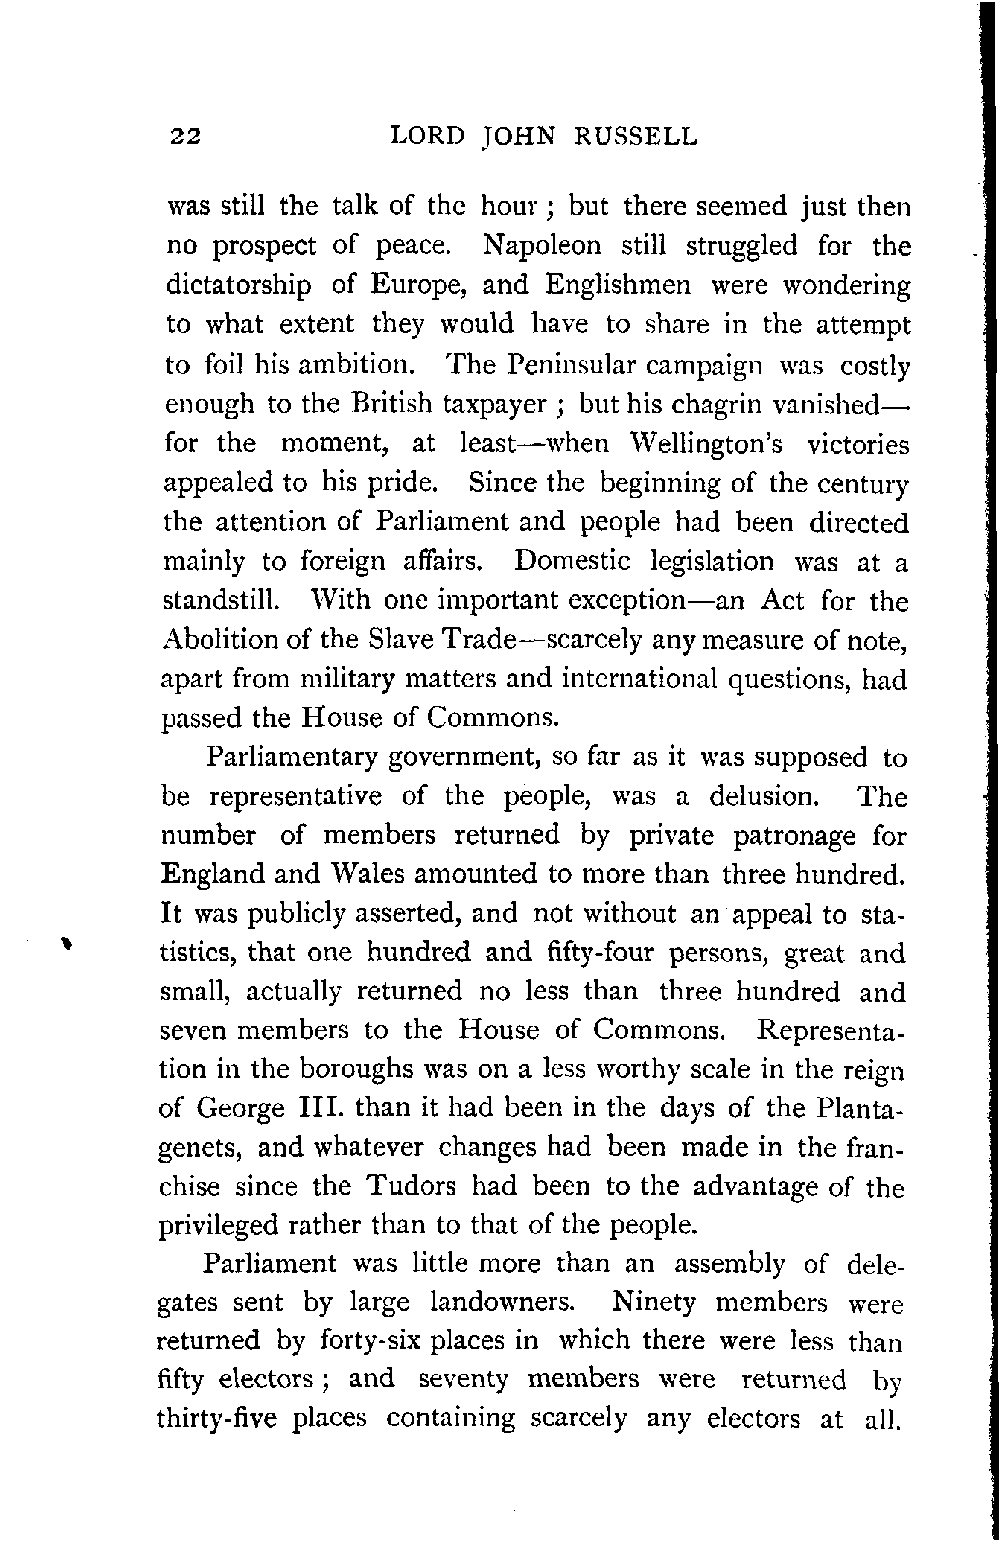 22 LORD JOHN RUSSELL
was still the talk of the hour ; but there seemed just then
no prospect of peace. Napoleon still struggled for the
dictatorship of Europe, and Englishmen were wondering
to what extent they would have to share in the attempt
to foil his ambition. The Peninsular campaign was costly
enough to the British taxpayer ; but his chagrin vanished—
for the moment, at least—when Wellington's victories
appealed to his pride. Since the beginning of the century
the attention of Parliament and people had been directed
mainly to foreign affairs. Domestic legislation was at a
standstill. With one important exception—an Act for the
Abolition of the Slave Trade—scarcely any measure of note,
apart from military matters and international questions, had
passed the House of Commons.
Parliamentary government, so far as it was supposed to
be representative of the people, was a delusion. The
number of members returned by private patronage for
England and Wales amounted to more than three hundred.
It was publicly asserted, and not without an appeal to sta-
tistics, that one hundred and fifty-four persons, great and
small, actually returned no less than three hundred and
seven members to the House of Commons. Representa-
tion in the boroughs was on a less worthy scale in the reign
of George III. than it had been in the days of the Planta-
genets, and whatever changes had been made in the fran-
chise since the Tudors had been to the advantage of the
privileged rather than to that of the people.
Parliament was little more than an assembly of dele-
gates sent by large landowners. Ninety members were
returned by forty-six places in which there were less than
fifty electors ; and seventy members were returned by
thirty-five places containing scarcely any electors at all.